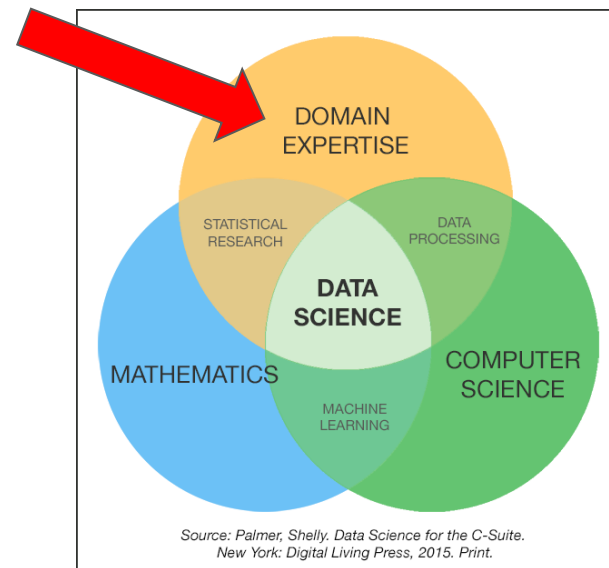 DOMAIN
EXPERTISE
STATISTICAL
RESEARCH
DATA
PROCESSING
DATA
SCIENCE
MATHEMATICS
COMPUTER
SCIENCE
MACHINE
LEARNING
Source: Palmer, Shelly. Data Science for the C-Suite.
New York: Digital Living Press, 2015. Print.